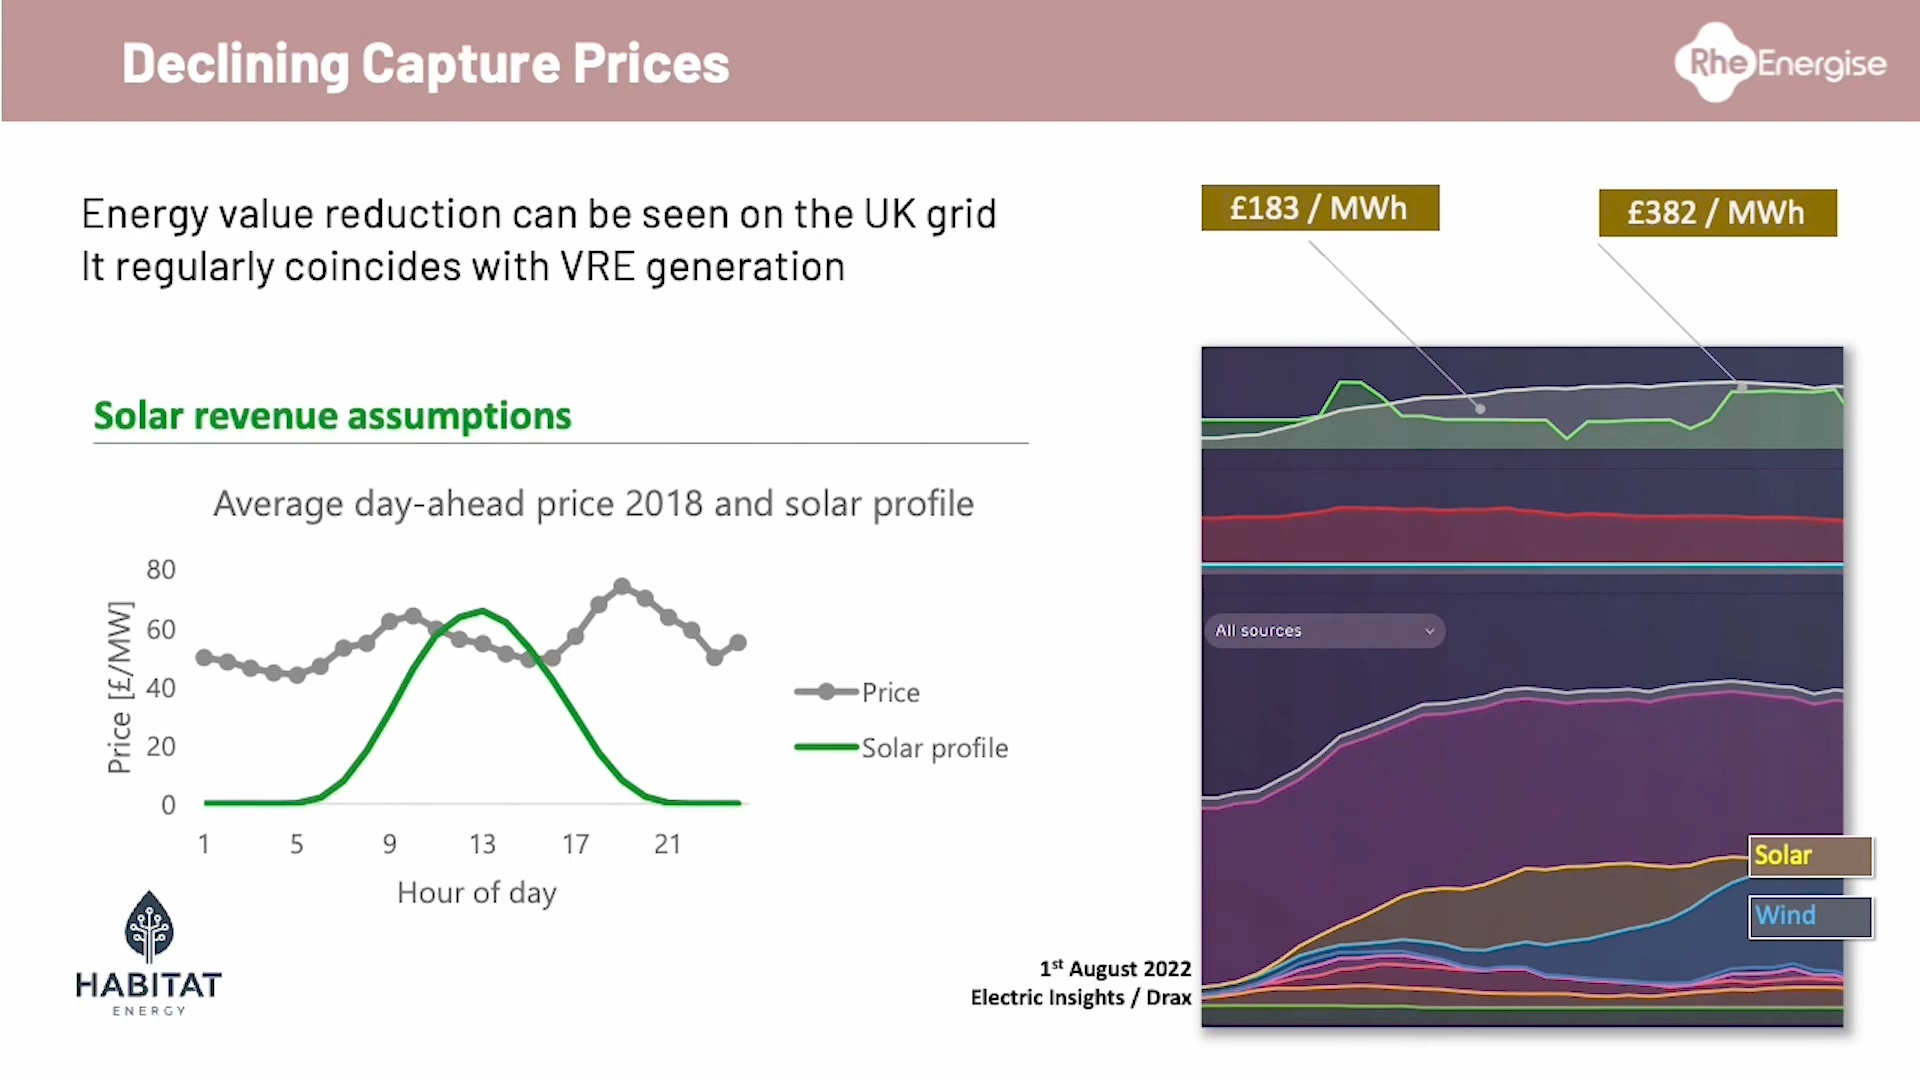 Declining Capture Prices
RheEnergise
Energy value reduction can be seen on the UK grid
It regularly coincides with VRE generation
£183 / MWh
£382 / MWh
Solar revenue assumptions
Average day-ahead price 2018 and solar profile
Price [£/MW]
80
60
40
20
0
1 5 9 13 17 21
Hour of day
Price
Solar profile
HABITAT
ENERGY
All sources
Solar
Wind
1st August 2022
Electric Insights / Drax